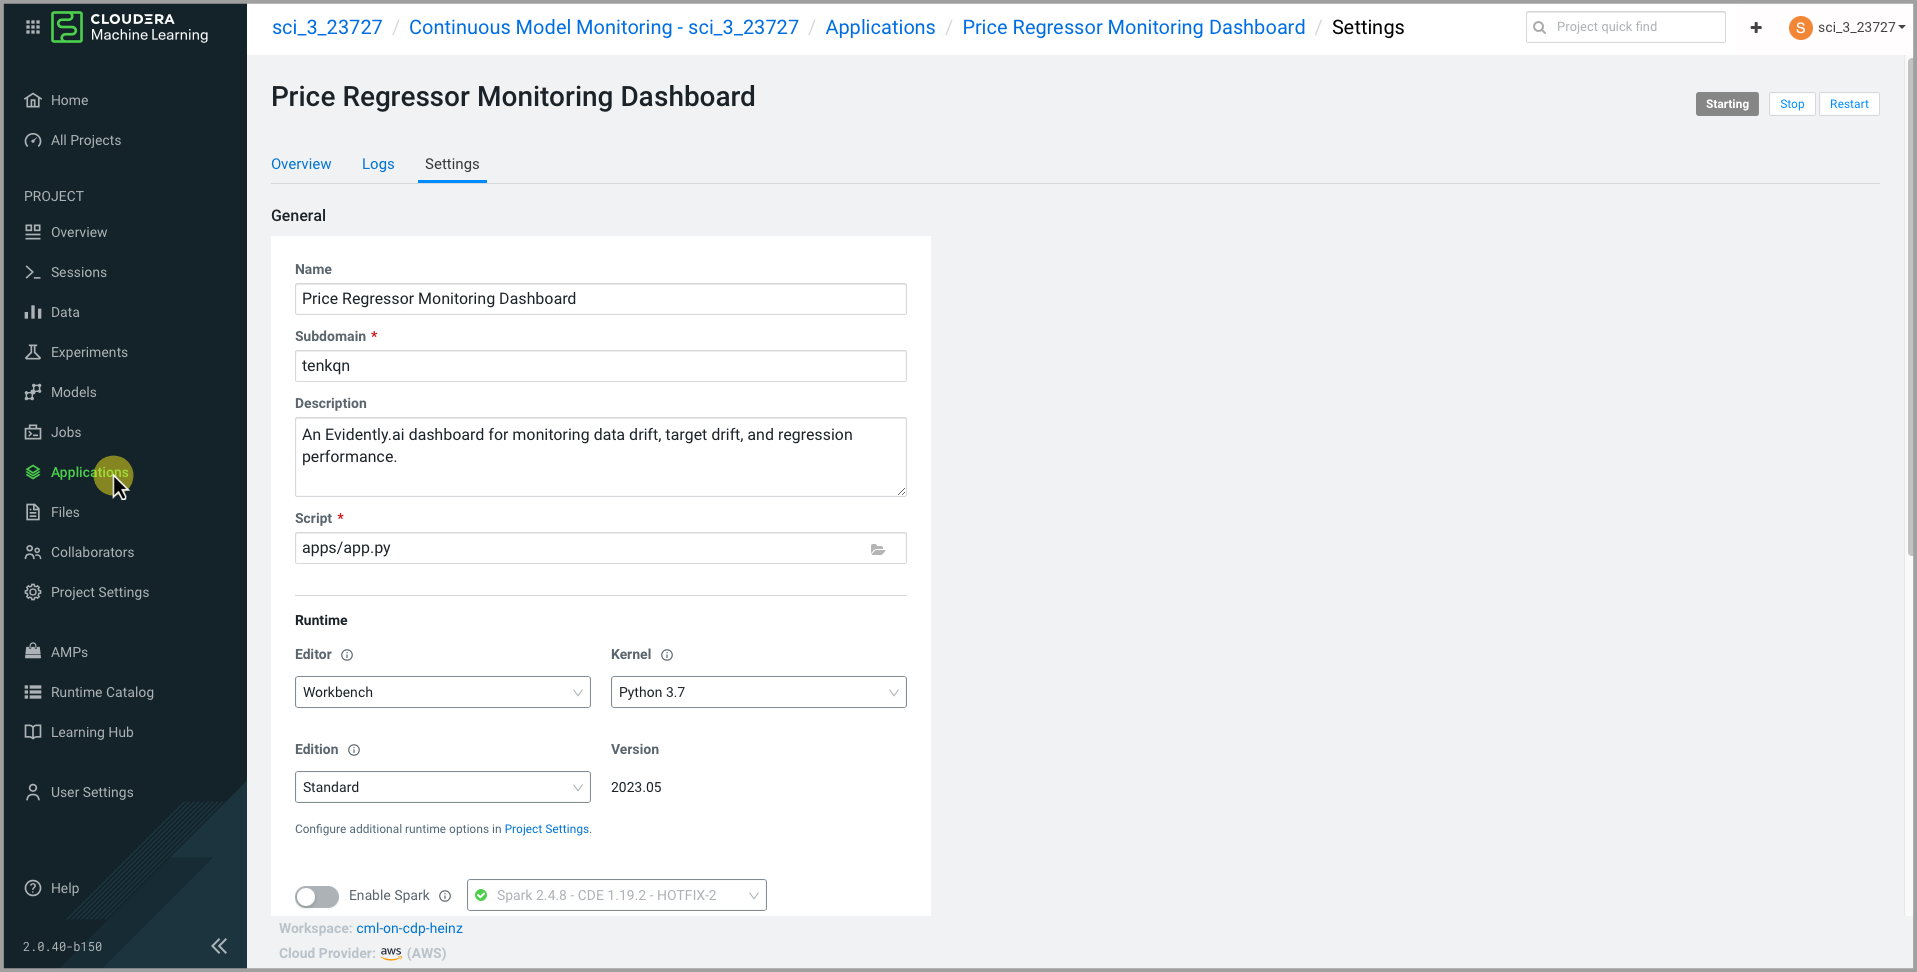 CLOUDERA
Machine Learning
sci_3_23727 / Continuous Model Monitoring - sci_3_23727 / Applications / Price Regressor Monitoring Dashboard / Settings
Project quick find
+
S sci_3_23727
Home
All Projects
PROJECT
Overview
Sessions
Data
Experiments
Models
Jobs
Applications
Files
Collaborators
Project Settings
AMPs
Runtime Catalog
Learning Hub
User Settings
Help
2.0.40-b150
Price Regressor Monitoring Dashboard
Starting Stop Restart
Overview Logs Settings
General
Name
Price Regressor Monitoring Dashboard
Subdomain *
tenkqn
Description
An Evidently.ai dashboard for monitoring data drift, target drift, and regression
performance.
Script *
apps/app.py
Runtime
Editor Kernel
Workbench Python 3.7
Edition Version
Standard 2023.05
Configure additional runtime options in Project Settings.
Enable Spark Spark 2.4.8 - CDE 1.19.2 - HOTFIX-2
Workspace: cml-on-cdp-heinz
Cloud Provider: aws (AWS)